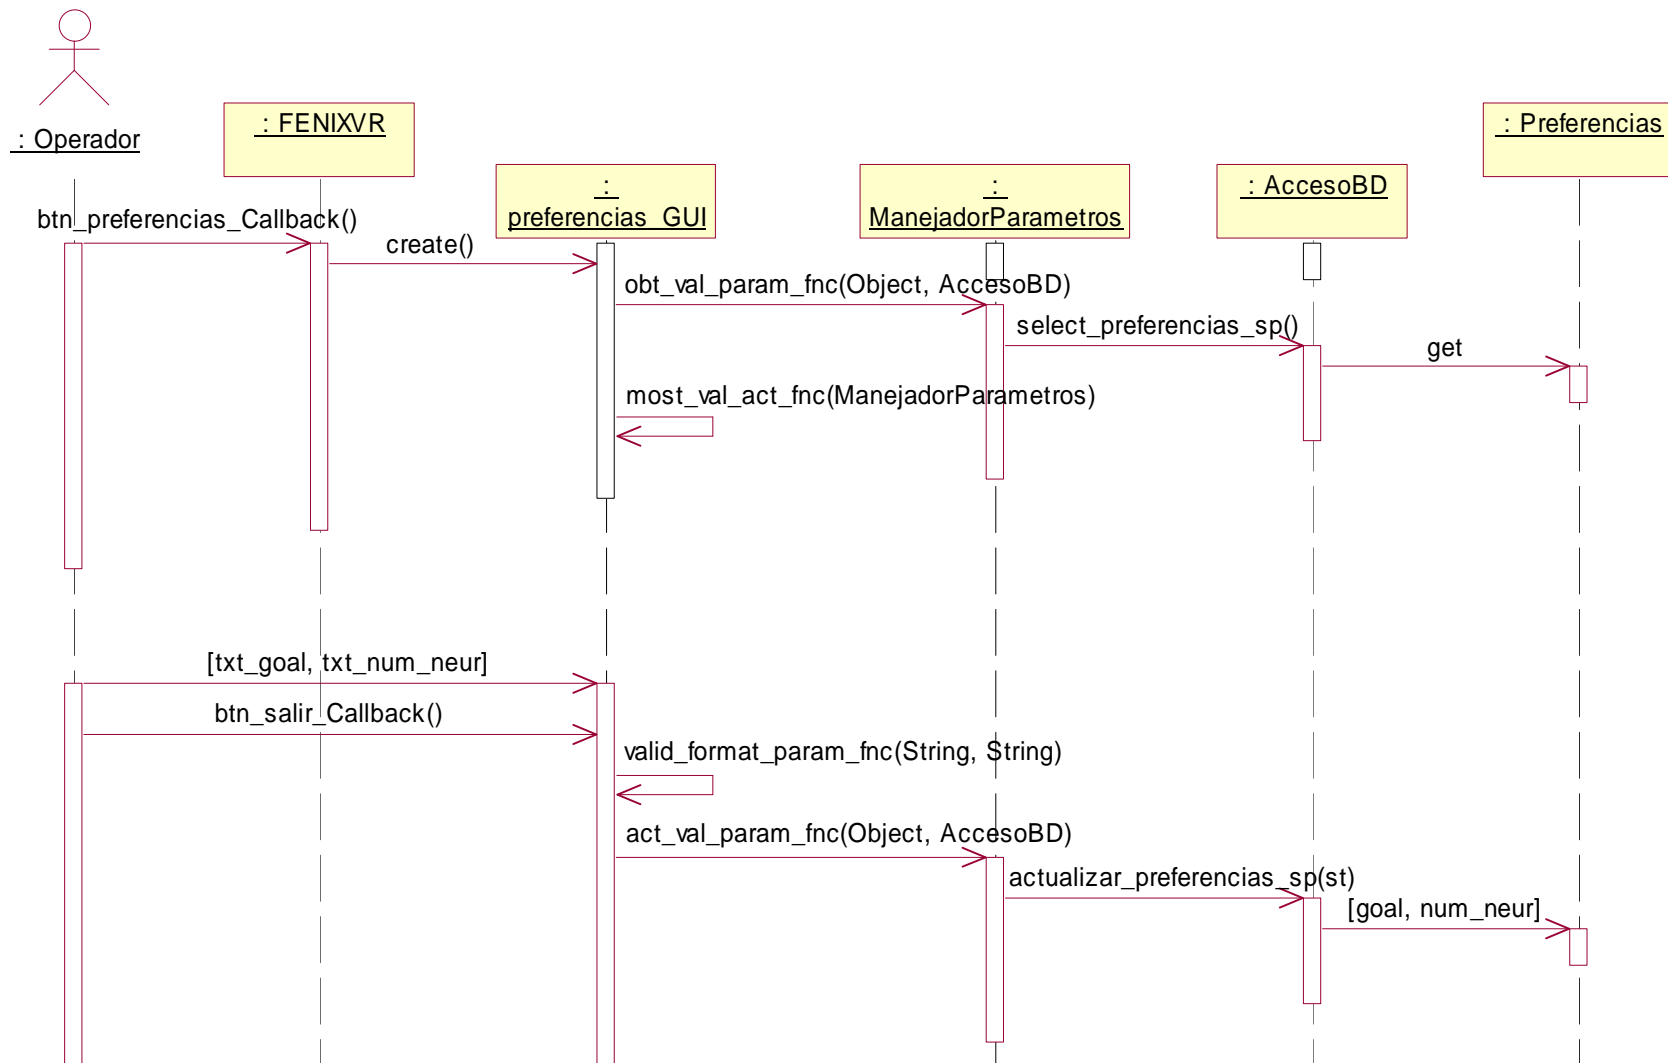 : Operador
: FENIXVR
:
preferencias_GUI
:
ManejadorParametros
: AccesoBD
: Preferencias
btn_preferencias_Callback()
create()
obt_val_param_fnc(Object, AccesoBD)
select_preferencias_sp()
get
most_val_act_fnc(ManejadorParametros)
[txt_goal, txt_num_neur]
btn_salir_Callback()
valid_format_param_fnc(String, String)
act_val_param_fnc(Object, AccesoBD)
actualizar_preferencias_sp(st)
[goal, num_neur]